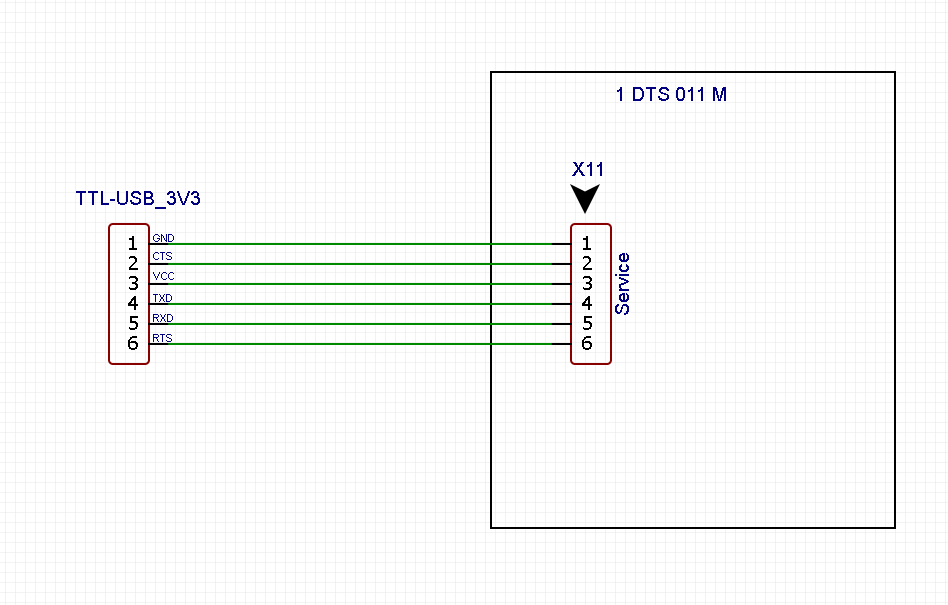 1 DTS 011 M
X11
TTL-USB_3V3
1 GND 1
2 CTS 2
3 VCC 3
4 TXD 4
5 RXD 5
6 RTS 6
Service